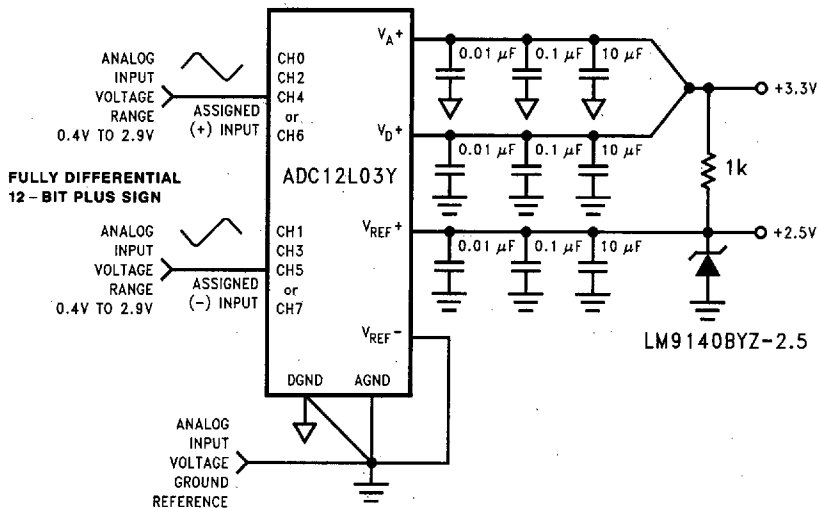 ANALOG
INPUT
VOLTAGE
RANGE
0.4V TO 2.9V
ASSIGNED
(+) INPUT
CH0
CH2
CH4
or
CH6
FULLY DIFFERENTIAL
12-BIT PLUS SIGN
ADC12L03Y
ANALOG
INPUT
VOLTAGE
RANGE
0.4V TO 2.9V
ASSIGNED
(-) INPUT
CH1
CH3
CH5
or
CH7
VA+
0.01 µF
0.1 µF
10 µF
+3.3V
VD+
0.01 µF
0.1 µF
10 µF
1k
VREF+
0.01 µF
0.1 µF
10 µF
+2.5V
LM9140BYZ-2.5
VREF-
DGND
AGND
ANALOG
INPUT
VOLTAGE
GROUND
REFERENCE